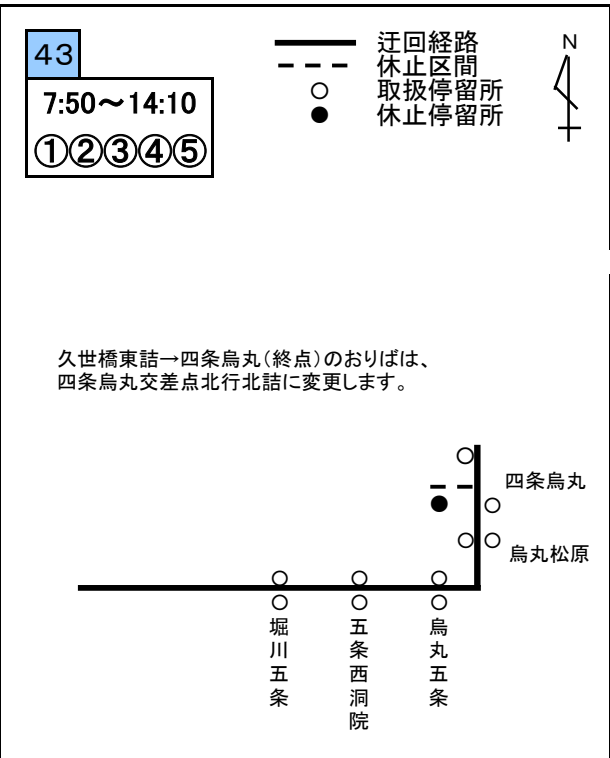 43
7:50～14:10
①②③④⑤
迂回経路
休止区間
取扱停留所
休止停留所
N
久世橋東詰→四条烏丸(終点)のおりばは、
四条烏丸交差点北行北詰に変更します。
四条烏丸
烏丸松原
堀川五条
五条西洞院
烏丸五条